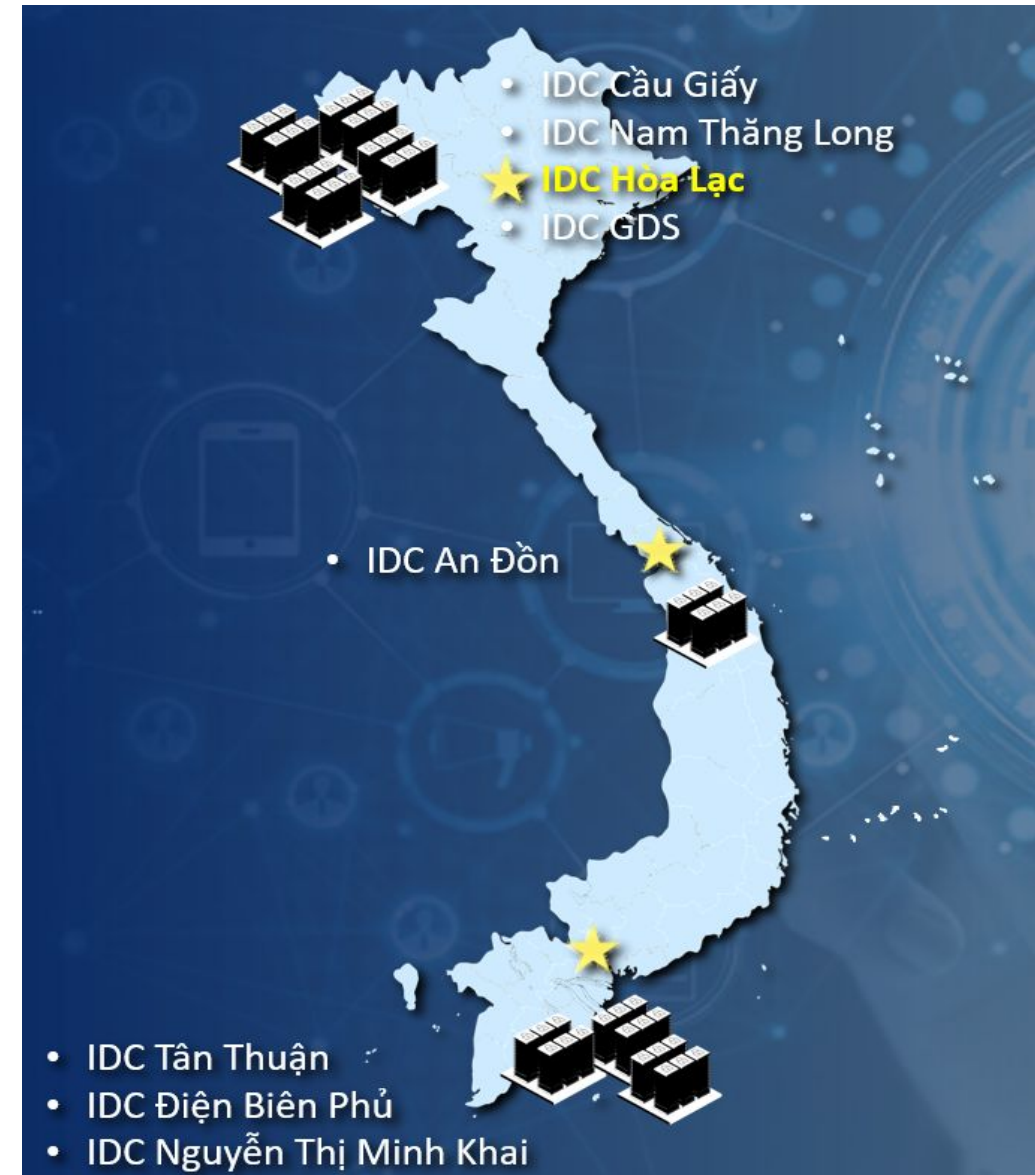 • IDC Cầu Giấy
• IDC Nam Thăng Long
IDC Hòa Lạc
• IDC GDS
• IDC An Đồn
• IDC Tân Thuận
• IDC Điện Biên Phủ
• IDC Nguyễn Thị Minh Khai